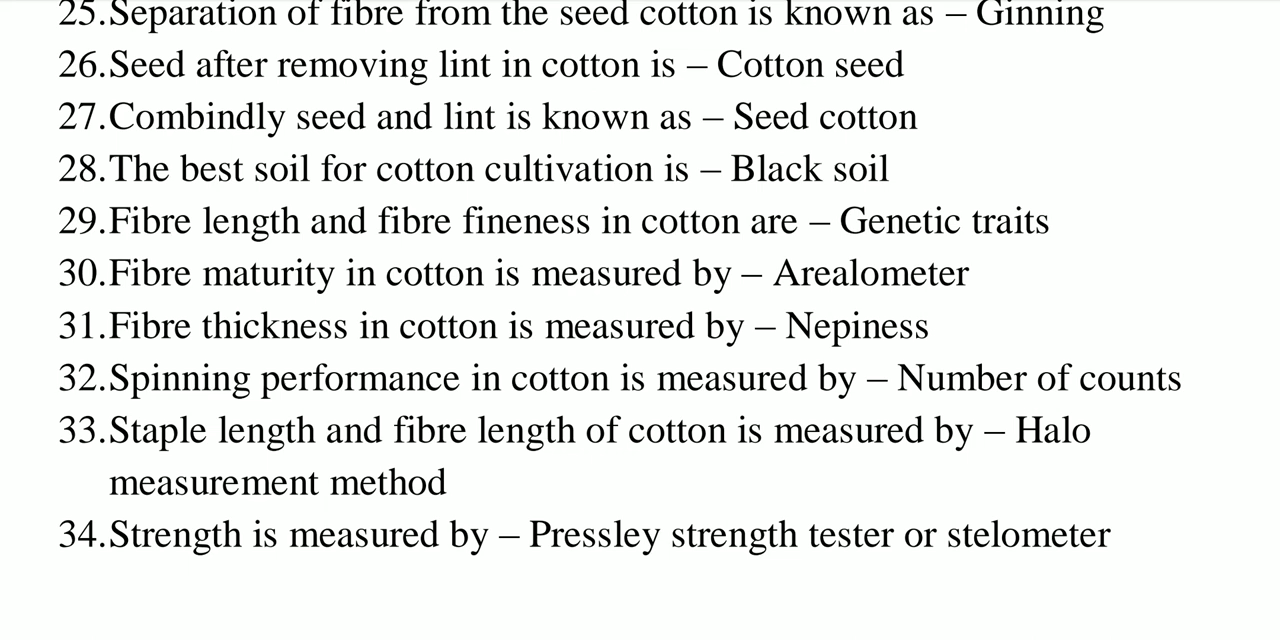 25.Separation of fibre from the seed cotton is known as – Ginning
26.Seed after removing lint in cotton is – Cotton seed
27.Combindly seed and lint is known as – Seed cotton
28.The best soil for cotton cultivation is – Black soil
29.Fibre length and fibre fineness in cotton are – Genetic traits
30.Fibre maturity in cotton is measured by – Arealometer
31.Fibre thickness in cotton is measured by – Nepiness
32.Spinning performance in cotton is measured by – Number of counts
33.Staple length and fibre length of cotton is measured by – Halo
measurement method
34.Strength is measured by – Pressley strength tester or stelometer